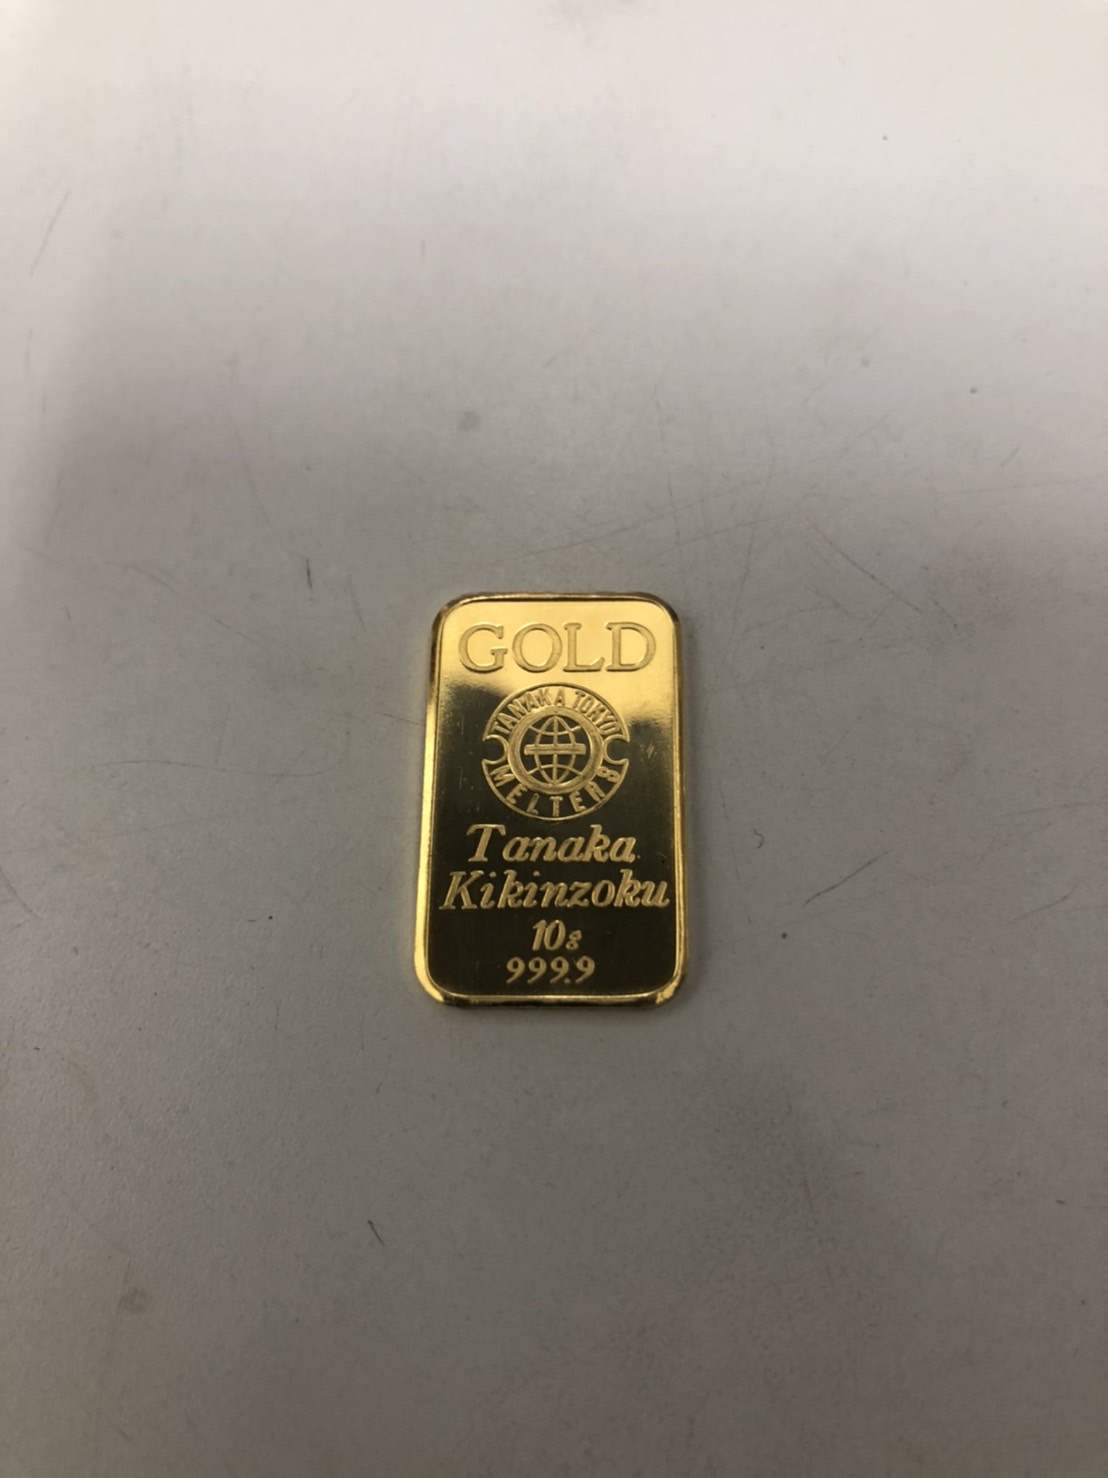 GOLD
TANAKA TOKYO
MELTERS
Tanaka
Kikinzoku
10g
999.9